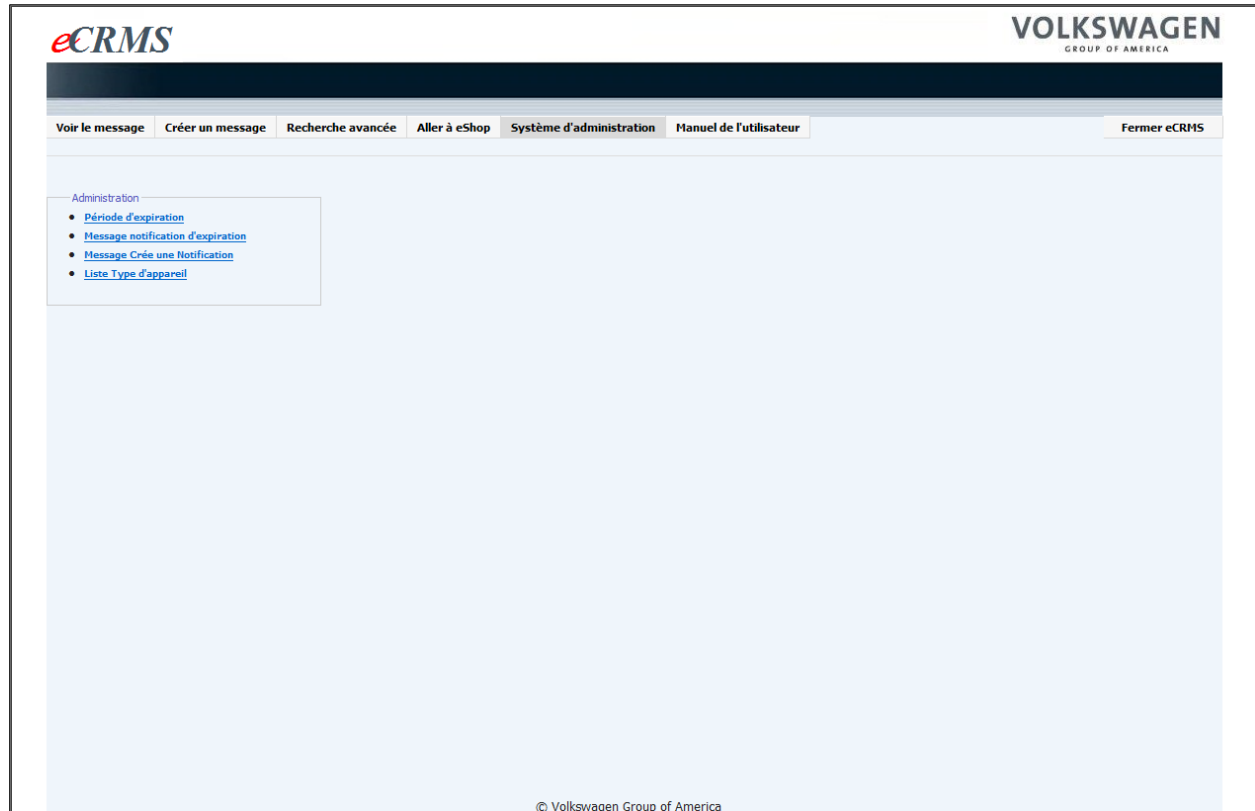 eCRMS
VOLKSWAGEN
GROUP OF AMERICA
Voir le message Créer un message Recherche avancée Aller à eShop Système d'administration Manuel de l'utilisateur Fermer eCRMS
Administration
Période d'expiration
Message notification d'expiration
Message Crée une Notification
Liste Type d'appareil
© Volkswagen Group of America